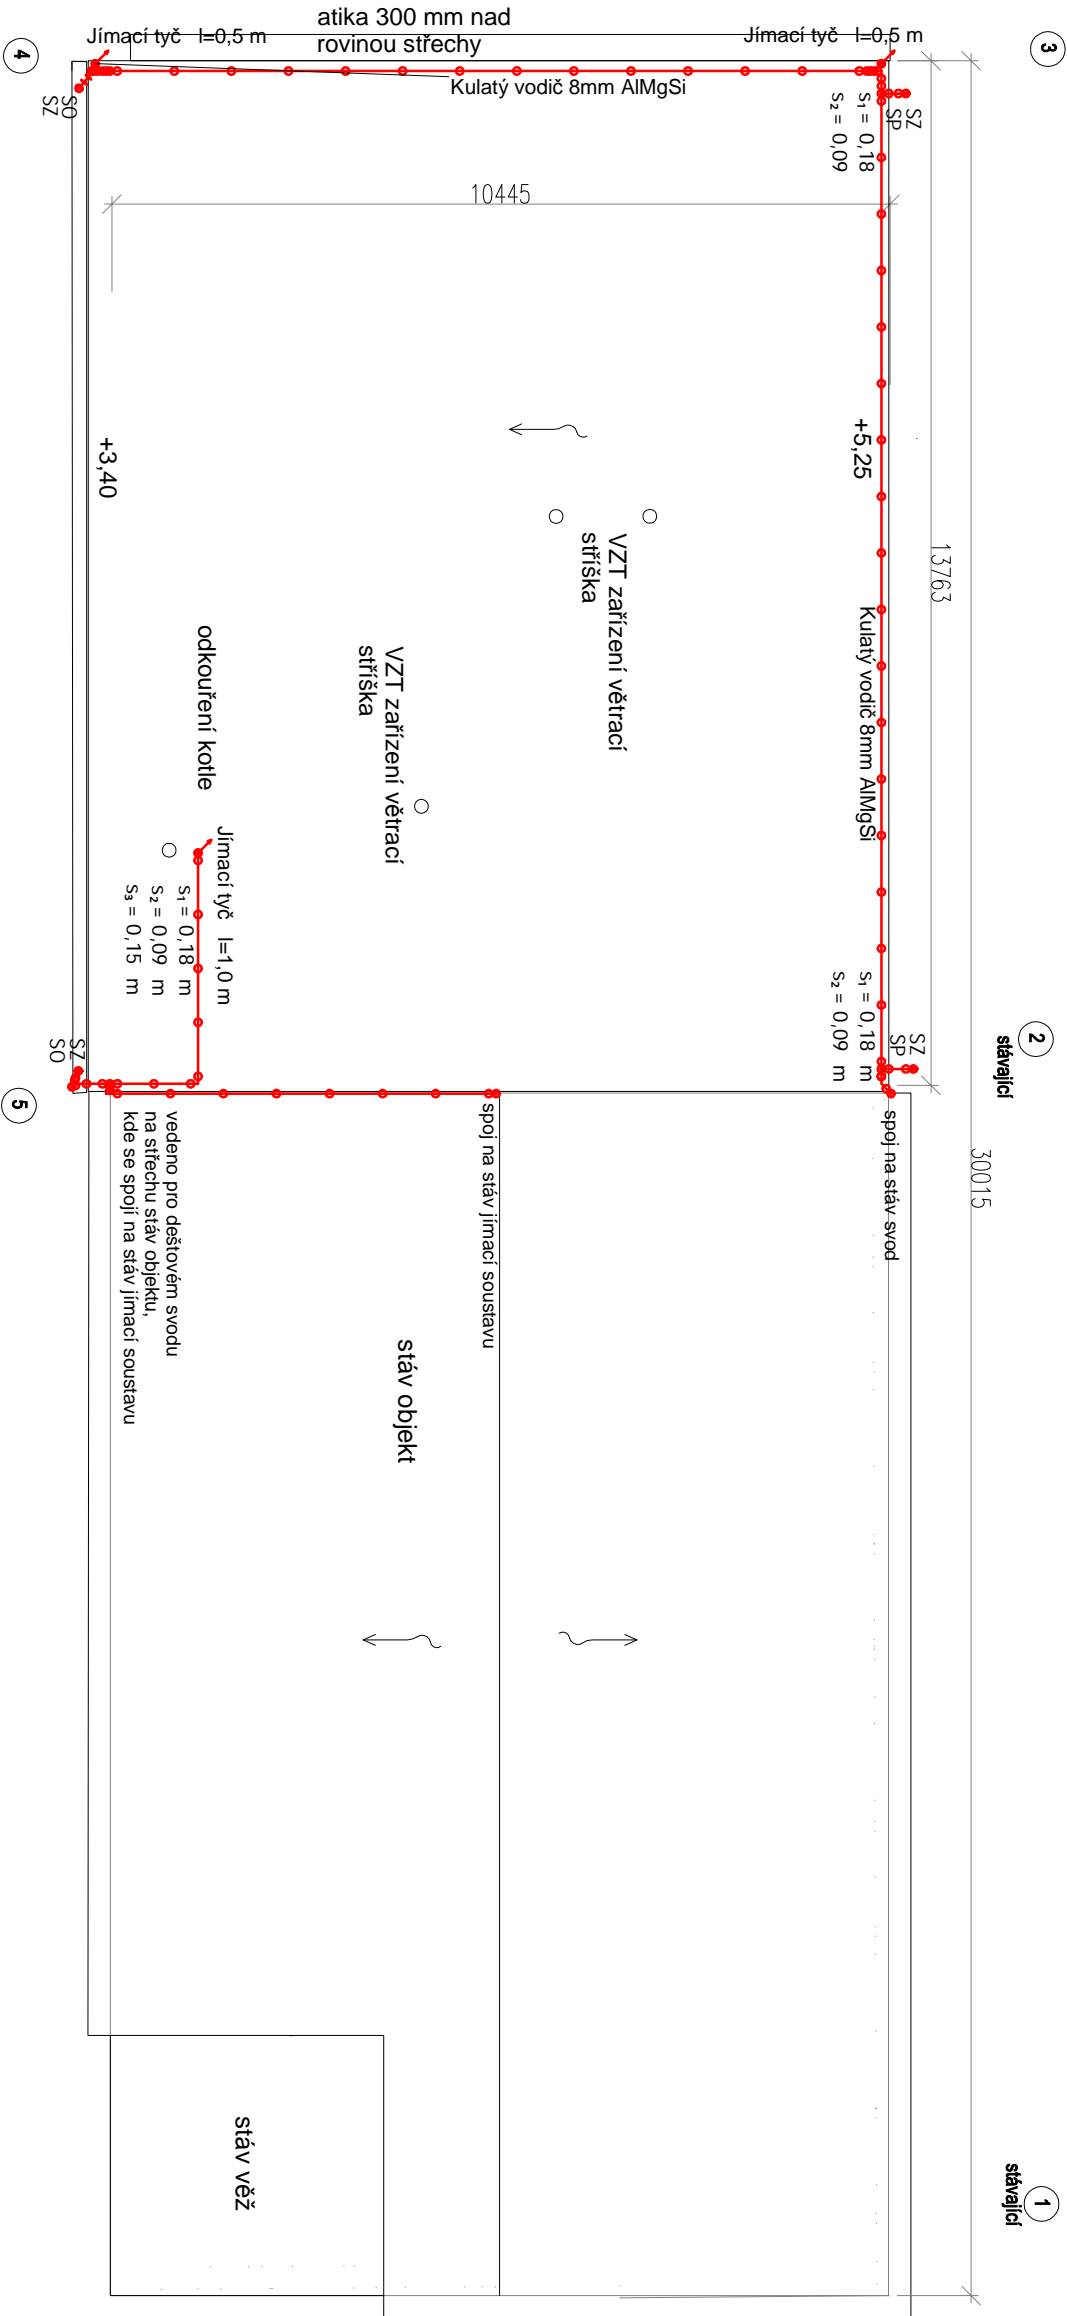 atika 300 mm nad
rovinou střechy
Jímací tyč l=0,5 m
Jímací tyč l=0,5 m
Kulatý vodič 8mm AlMgSi
3
4
SO
SZ
SZ
SP
s₁ = 0,18
s₂ = 0,09
10445
+5,25
+3,40
13763
VZT zařízení větrací
stříška
Kulatý vodič 8mm AlMgSi
VZT zařízení větrací
stříška
odkouření kotle
Jímací tyč l=1,0 m
s₁ = 0,18 m
s₂ = 0,09 m
s₃ = 0,15 m
s₁ = 0,18 m
s₂ = 0,09 m
SZ
SP
2
stávající
SZ
SO
5
spoj na stáv svod
spoj na stáv jímací soustavu
vedeno pro deštovém svodu
na střechu stáv objektu,
kde se spojí na stáv jímací soustavu
30015
stáv objekt
stáv věž
1
stávající